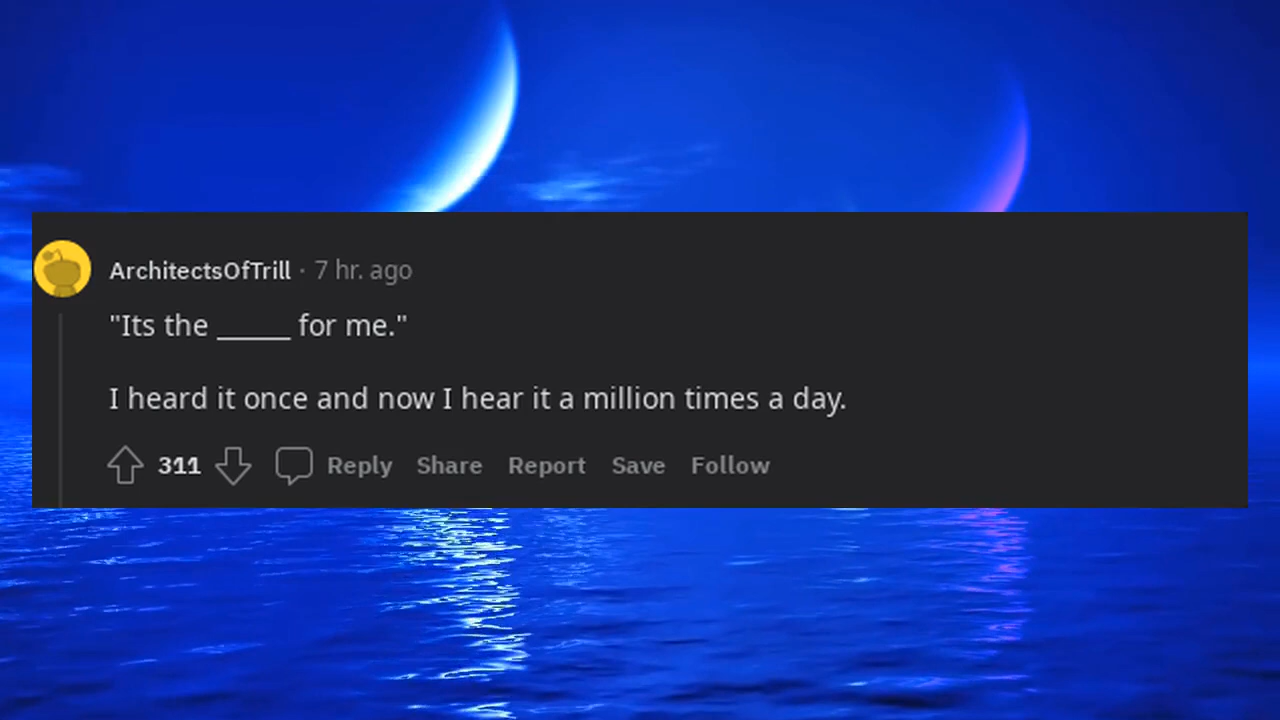 ArchitectsOfTrill · 7 hr. ago
"Its the _____ for me."
I heard it once and now I hear it a million times a day.
311 Reply Share Report Save Follow